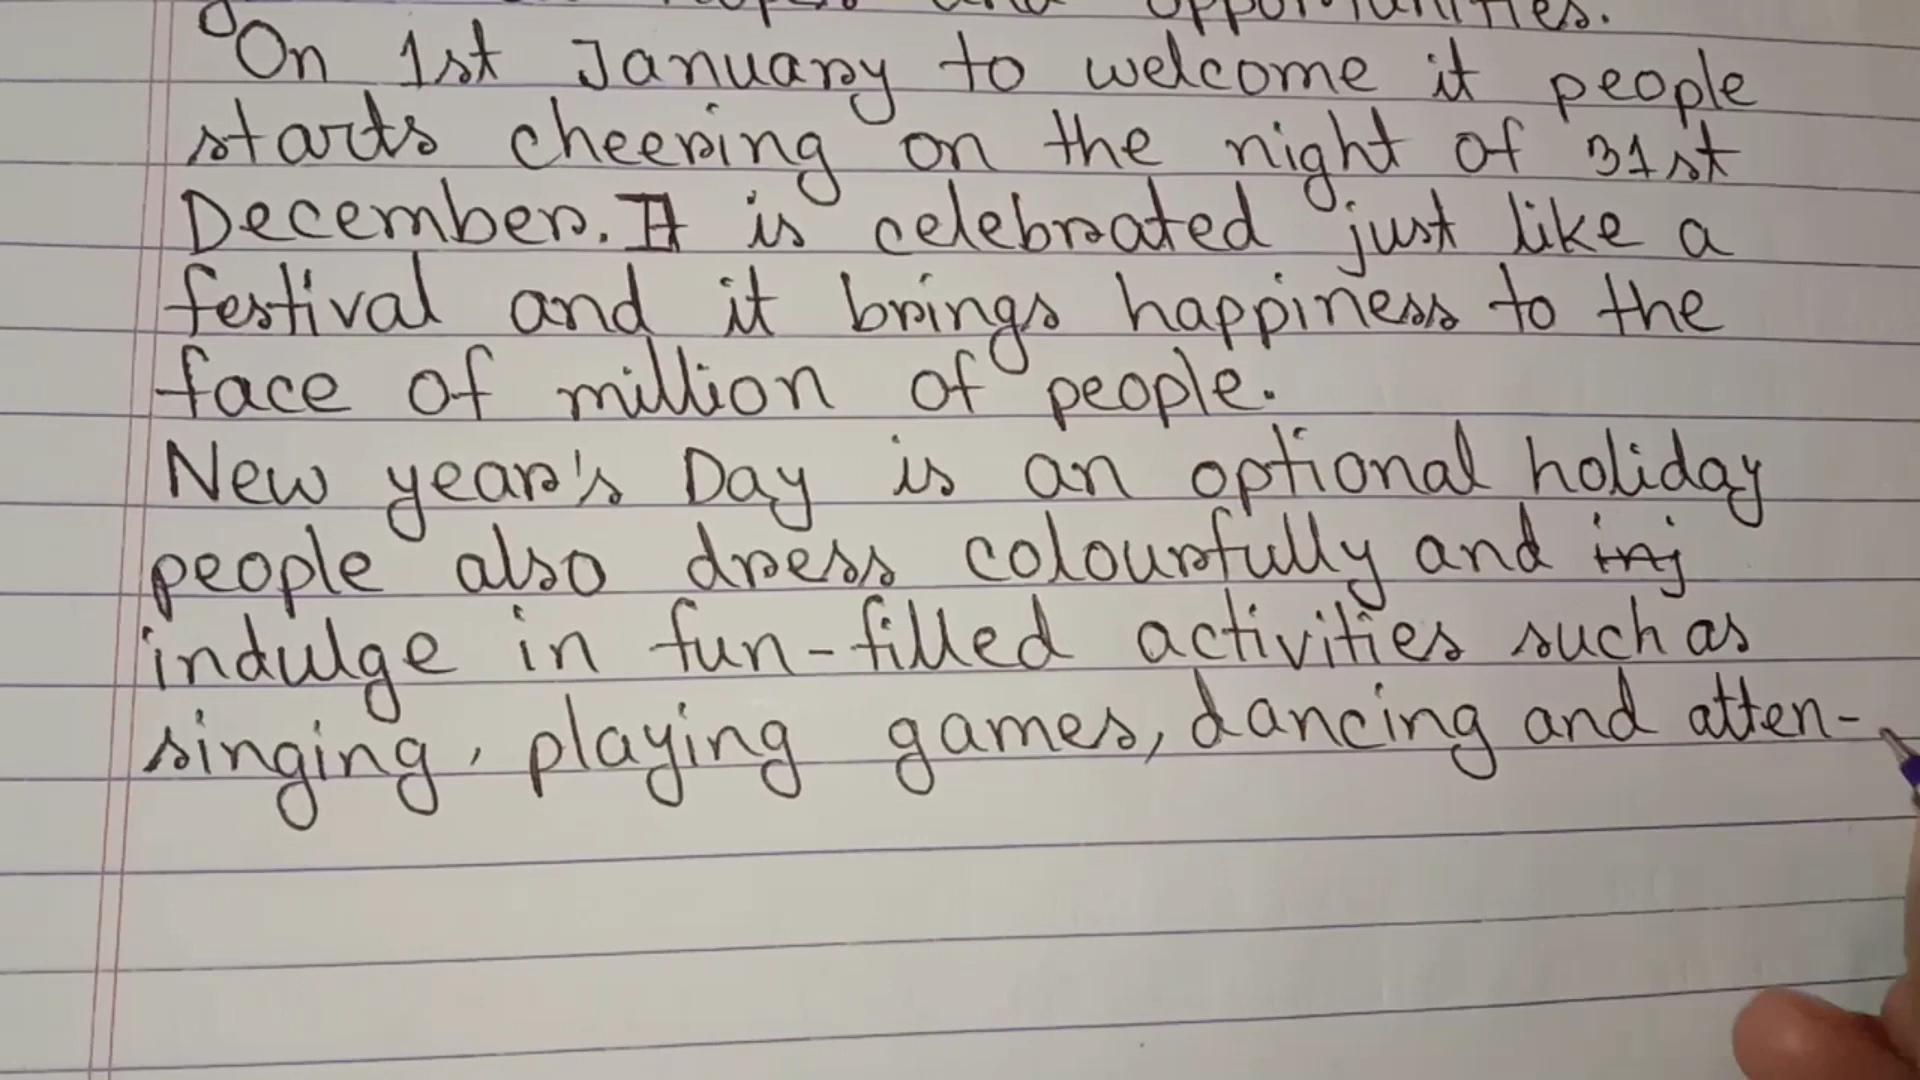 and opportunities.
On 1st January to welcome it people
starts cheering on the night of 31st
December. It is celebrated just like a
festival and it brings happiness to the
face of million of people.
New year's Day is an optional holiday
people also dress colourfully and inj
indulge in fun-filled activities such as
singing, playing games, dancing and atten-